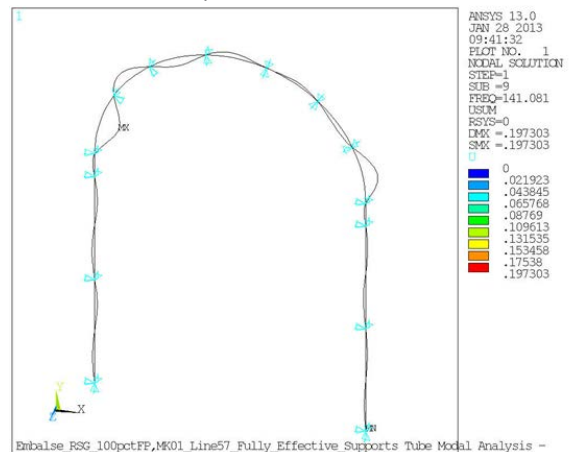 1
ANSYS 13.0
JAN 28 2013
09:41:32
PLOT NO. 1
NODAL SOLUTION
STEP=1
SUB =9
FREQ=141.081
USUM
RSYS=0
DMX =.197303
SMX =.197303
U
0
.021923
.043845
.065768
.08769
.109613
.131535
.153458
.17538
.197303
MX
MN
Y
Z X
Embalse_RSG_100pctFP,MK01_Line57_Fully_Effective_Supports Tube Modal Analysis -